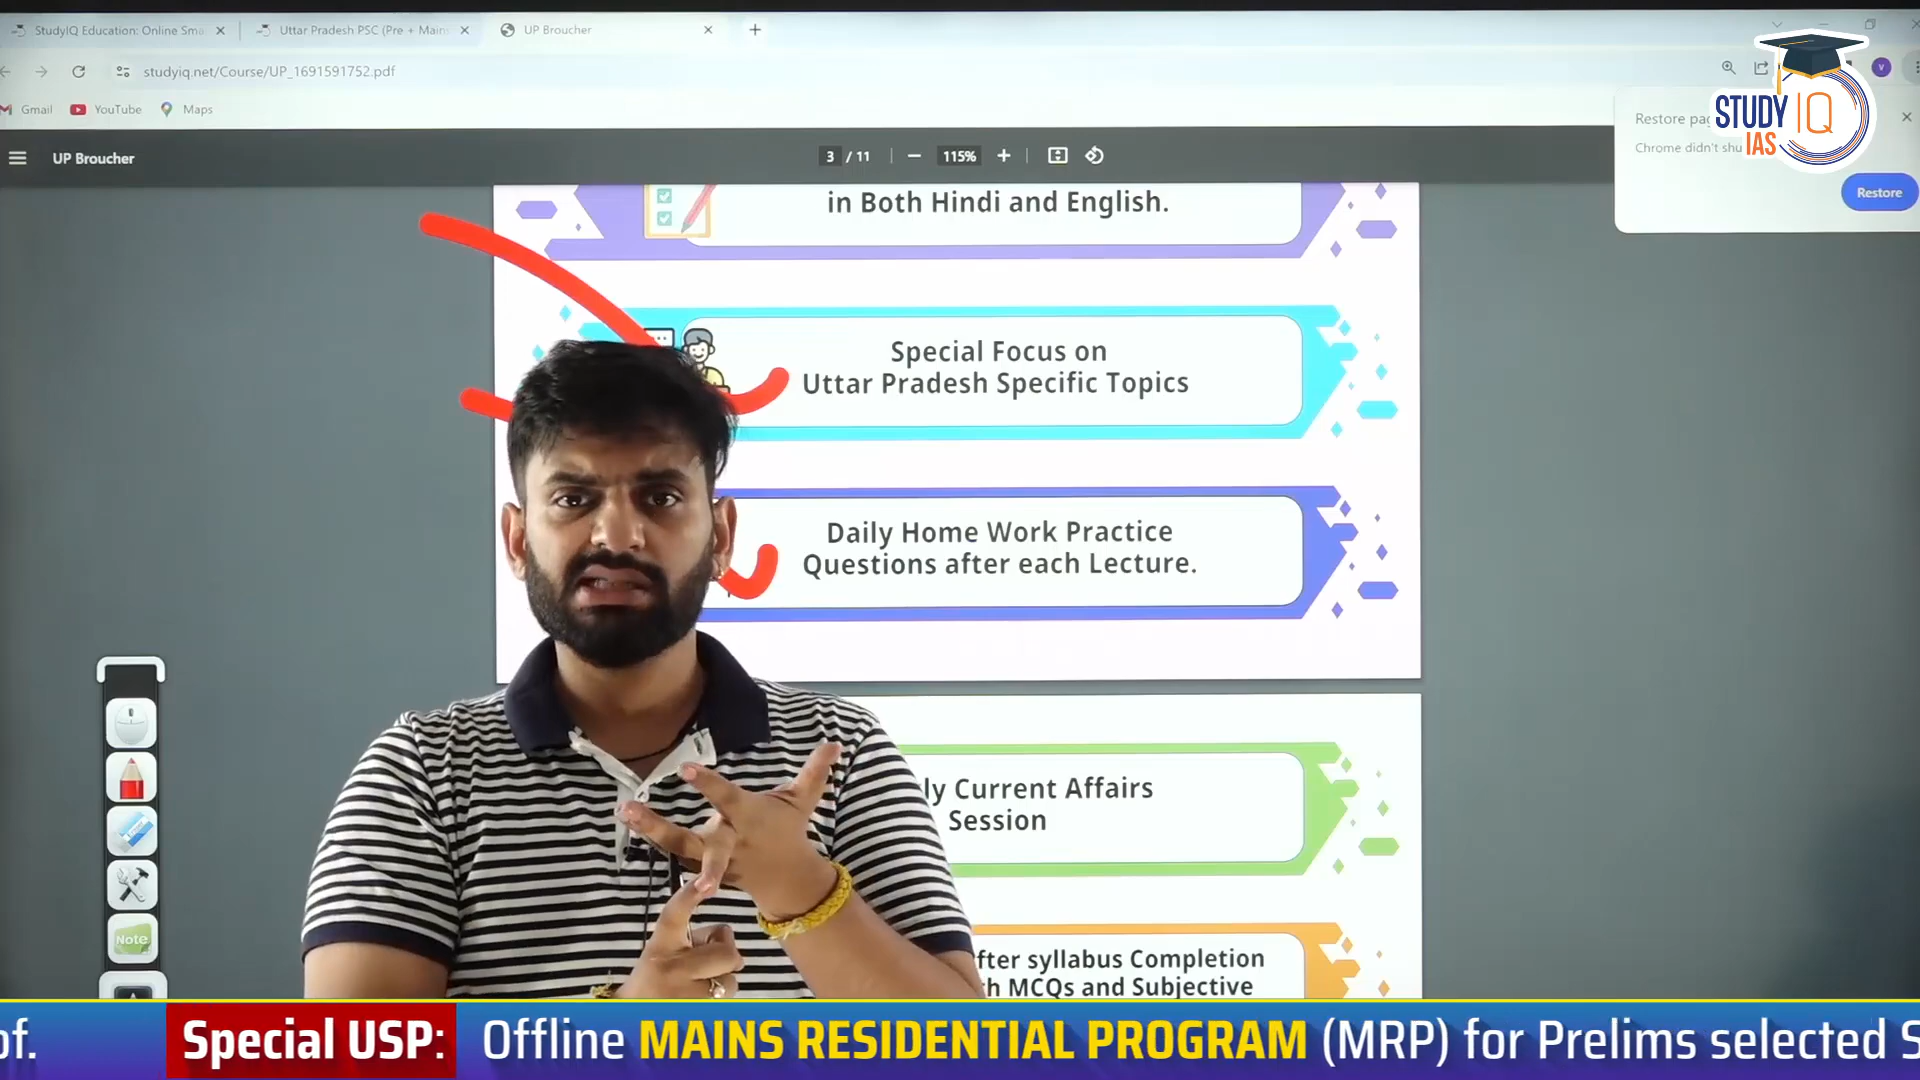 StudyIQ Education: Online Sma
Uttar Pradesh PSC (Pre + Mains
UP Broucher
studyiq.net/Course/UP_1691591752.pdf
Gmail
YouTube
Maps
V
Restore pag
Chrome didn't shu
Restore
STUDY IQ
IAS
UP Broucher
3 / 11
115%
in Both Hindi and English.
Special Focus on
Uttar Pradesh Specific Topics
Daily Home Work Practice
Questions after each Lecture.
ly Current Affairs
Session
fter syllabus Completion
th MCQs and Subjective
Note
of.
Special USP:
Offline MAINS RESIDENTIAL PROGRAM (MRP) for Prelims selected S